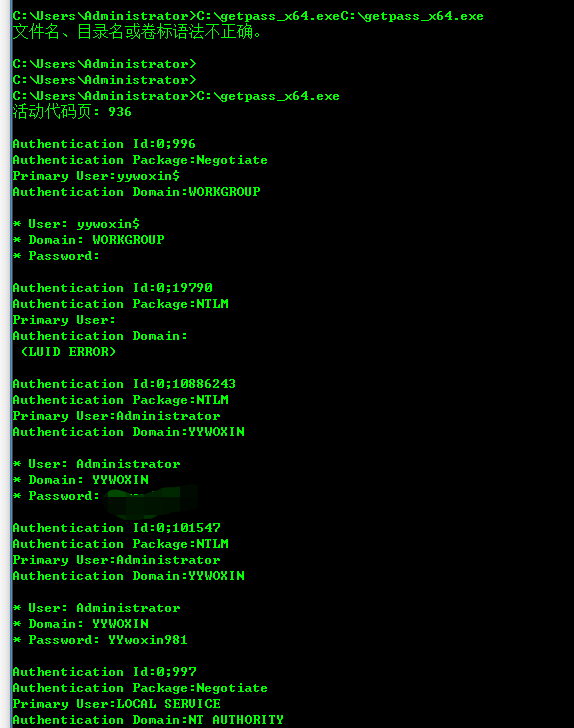 C:\Users\Administrator>C:\getpass_x64.exeC:\getpass_x64.exe
文件名、目录名或卷标语法不正确。
C:\Users\Administrator>
C:\Users\Administrator>
C:\Users\Administrator>C:\getpass_x64.exe
活动代码页: 936
Authentication Id:0;996
Authentication Package:Negotiate
Primary User:yywoxin$
Authentication Domain:WORKGROUP
* User: yywoxin$
* Domain: WORKGROUP
* Password:
Authentication Id:0;19790
Authentication Package:NTLM
Primary User:
Authentication Domain:
(LUID ERROR)
Authentication Id:0;10886243
Authentication Package:NTLM
Primary User:Administrator
Authentication Domain:YYWOXIN
* User: Administrator
* Domain: YYWOXIN
* Password:
Authentication Id:0;101547
Authentication Package:NTLM
Primary User:Administrator
Authentication Domain:YYWOXIN
* User: Administrator
* Domain: YYWOXIN
* Password: YYwoxin981
Authentication Id:0;997
Authentication Package:Negotiate
Primary User:LOCAL SERVICE
Authentication Domain:NT AUTHORITY